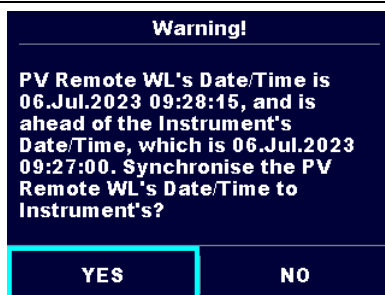 Warning!
PV Remote WL's Date/Time is
06.Jul.2023 09:28:15, and is
ahead of the Instrument's
Date/Time, which is 06.Jul.2023
09:27:00. Synchronise the PV
Remote WL's Date/Time to
Instrument's?
YES NO